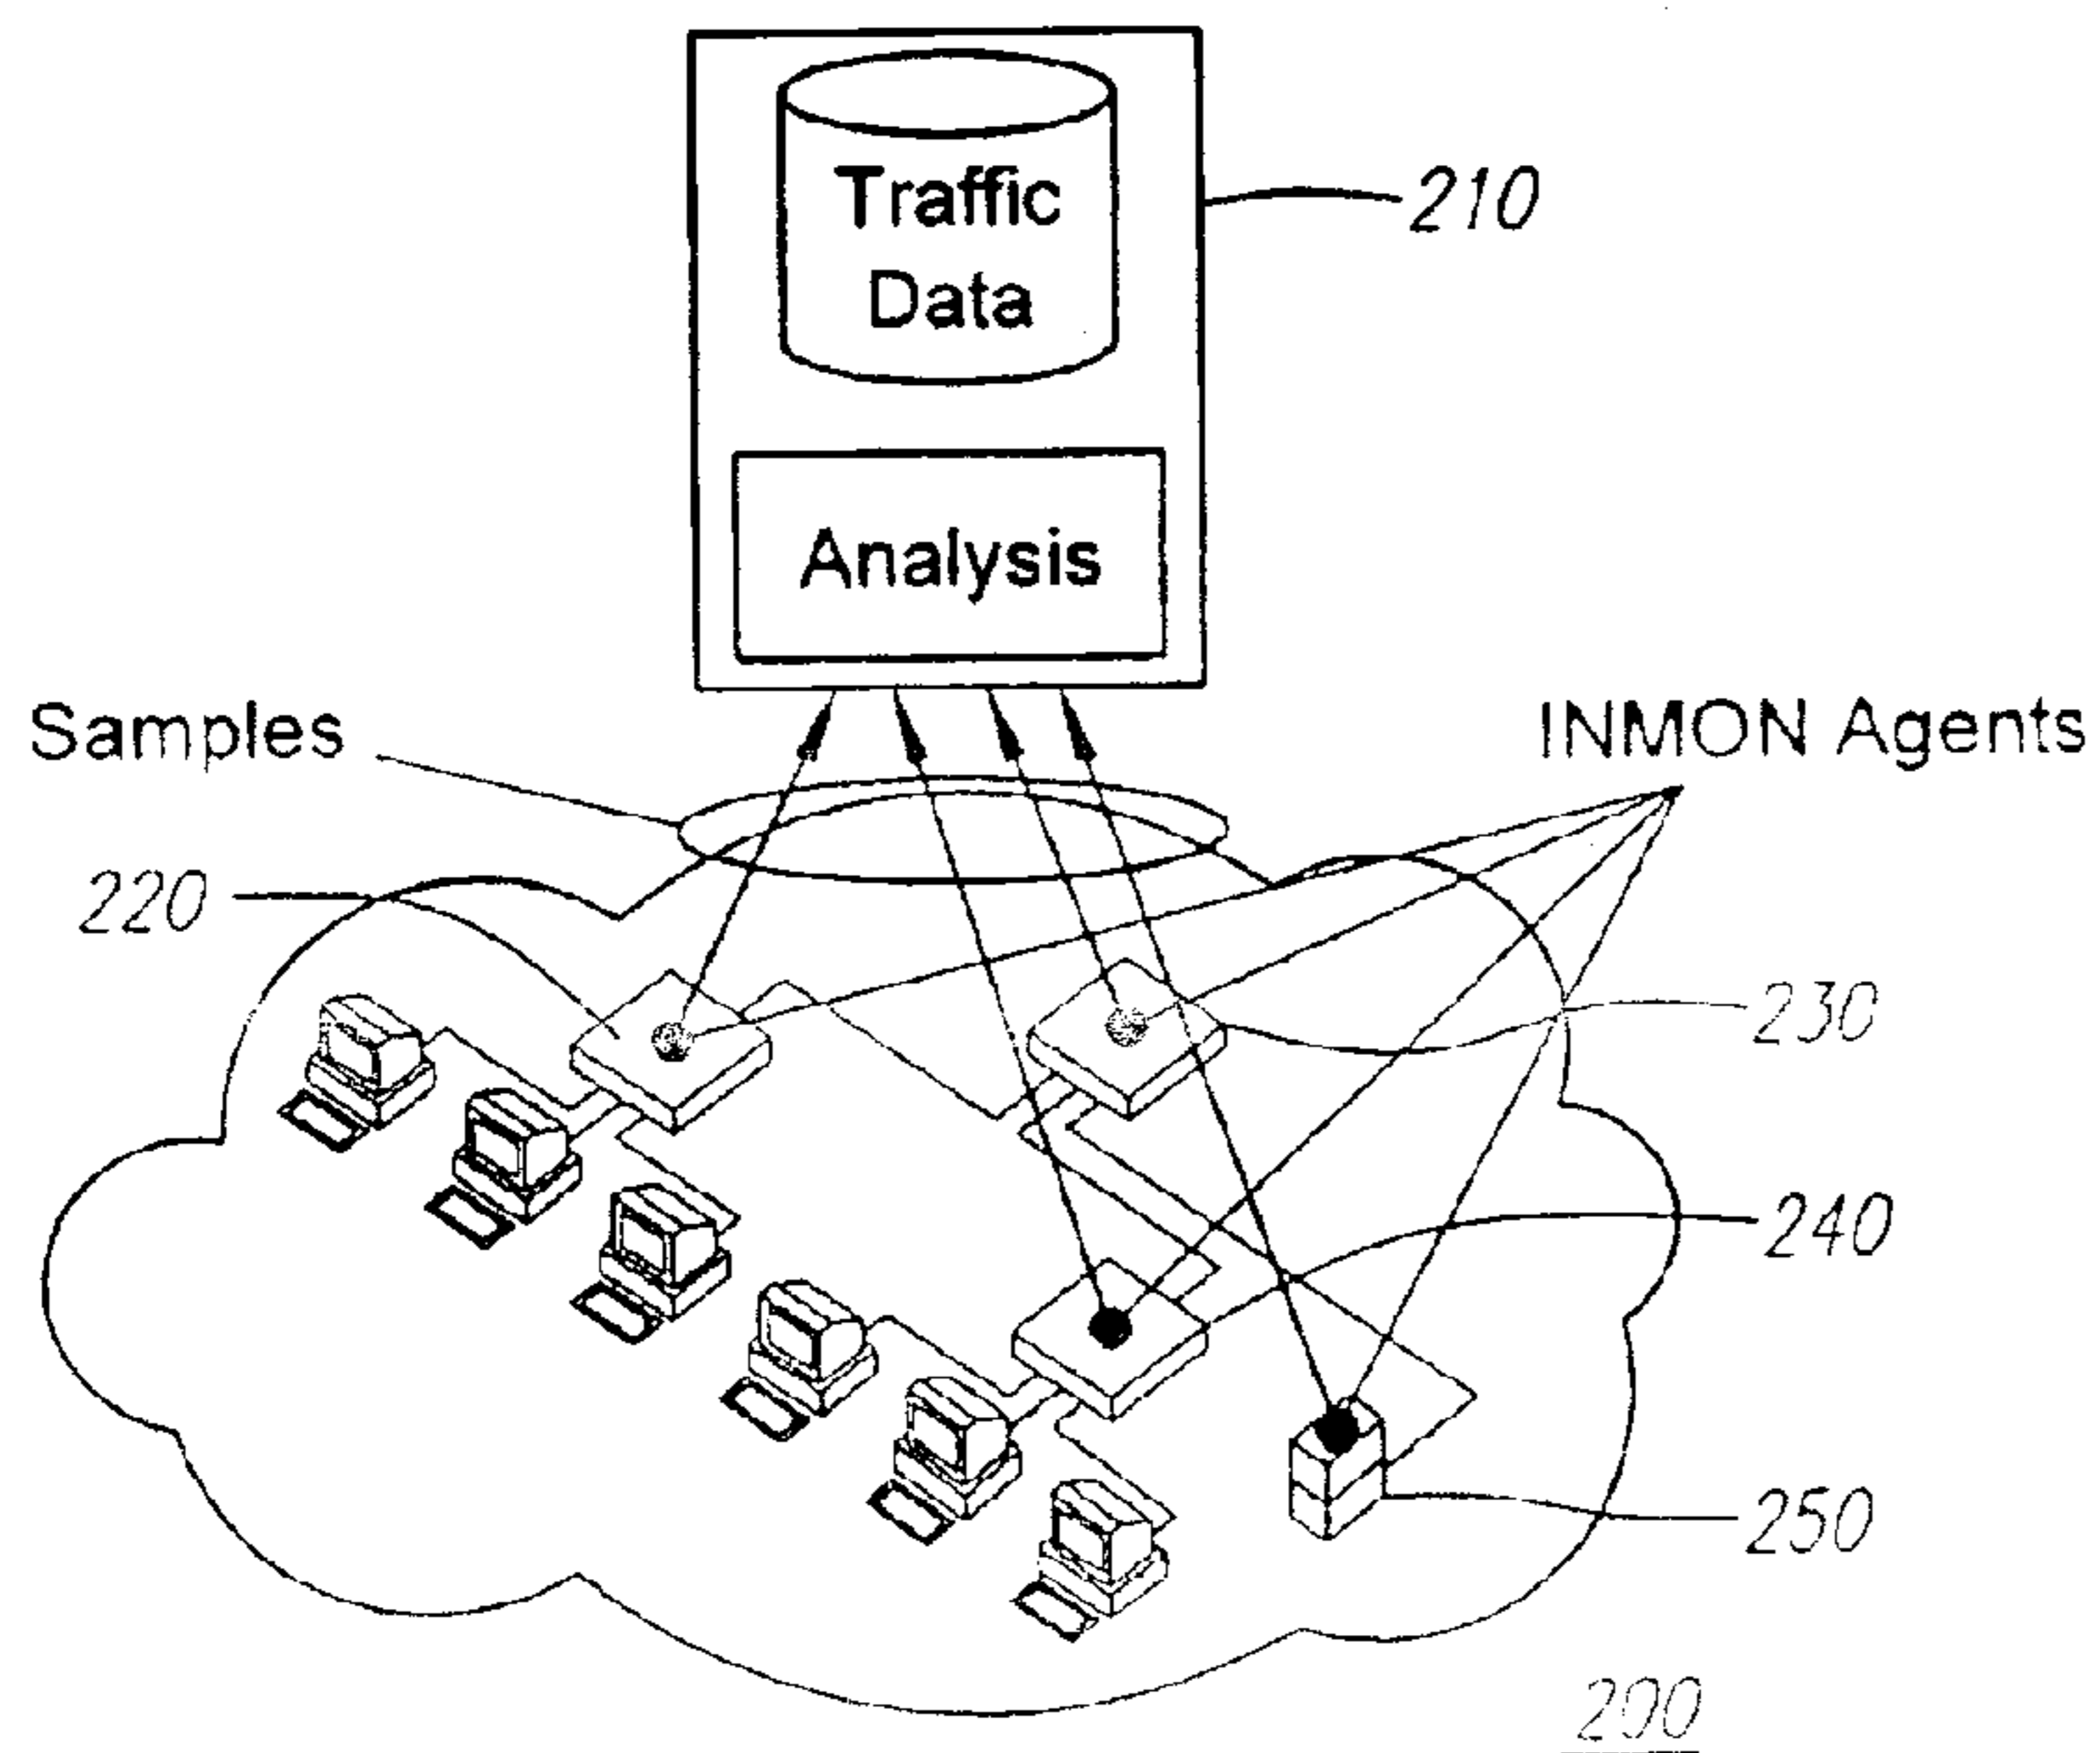 Traffic
Data
210
Analysis
Samples
INMON Agents
220
230
240
250
200